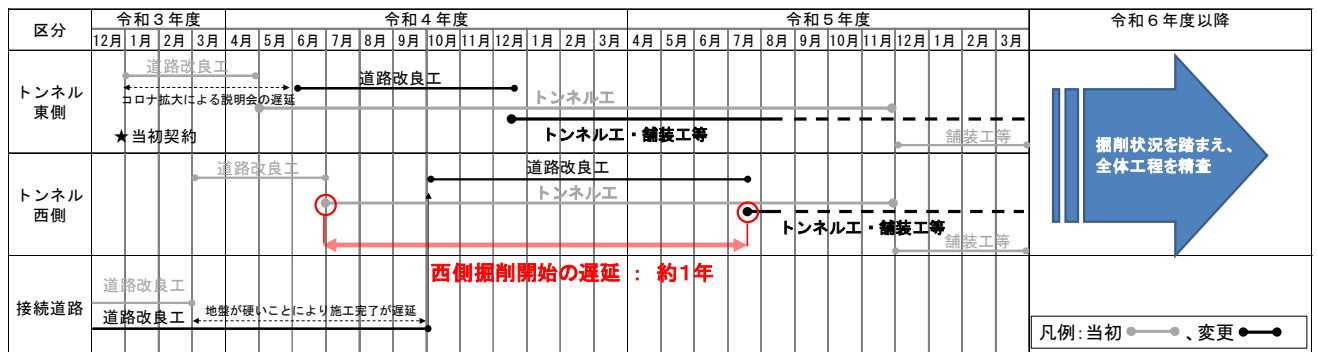 区分
令和３年度
令和４年度
令和５年度
令和６年度以降
12月 1月 2月 3月 4月 5月 6月 7月 8月 9月 10月 11月 12月 1月 2月 3月 4月 5月 6月 7月 8月 9月 10月 11月 12月 1月 2月 3月
トンネル
東側
道路改良工
道路改良工
コロナ拡大による説明会の遅延
トンネル工
★当初契約
トンネル工・舗装工等
舗装工等
掘削状況を踏まえ、
全体工程を精査
トンネル
西側
道路改良工
道路改良工
トンネル工
トンネル工・舗装工等
舗装工等
西側掘削開始の遅延 ： 約1年
接続道路
道路改良工
地盤が硬いことにより施工完了が遅延
道路改良工
凡例：当初 、変更